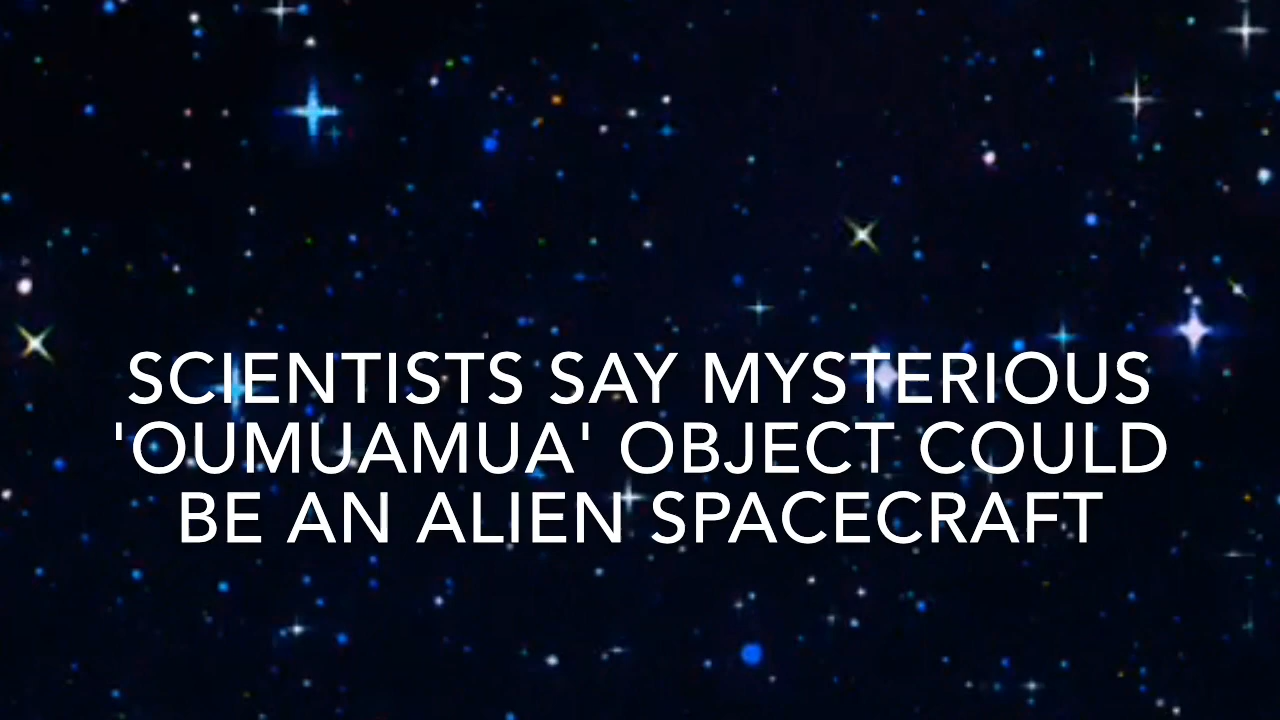 SCIENTISTS SAY MYSTERIOUS
'OUMUAMUA' OBJECT COULD
BE AN ALIEN SPACECRAFT